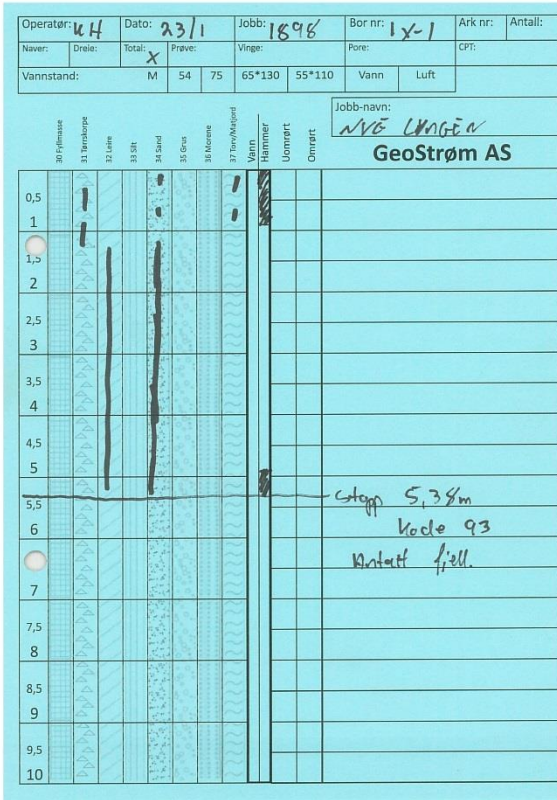 Operatør: KH Dato: 23/1 Jobb: 1898 Bor nr: 1X-1 Ark nr: Antall:
Naver: Dreie: Total: X Prøve: Vinge: Pore: CPT:
Vannstand: M 54 75 65*130 55*110 Vann Luft
Jobb-navn:
NYE LYNGEN
GeoStrøm AS
30 Fyllmasse
31 Tørrskorpe
32 Leire
33 Silt
34 Sand
35 Grus
36 Morene
37 Torv/Matjord
Vann
Hammer
Uomrørt
Omrørt
0,5
1
1,5
2
2,5
3
3,5
4
4,5
5
5,5 stopp 5,38m
6 Kode 93
Antatt fjell.
7
7,5
8
8,5
9
9,5
10